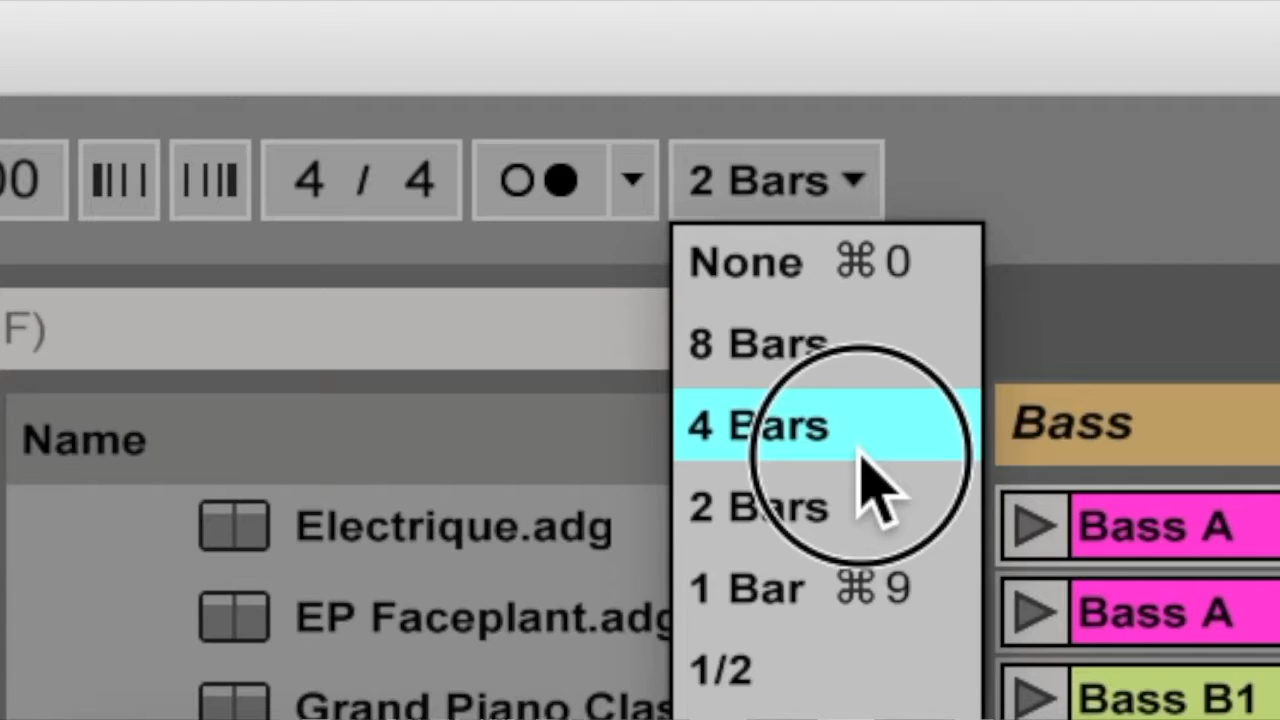 00 4 / 4 2 Bars
None ⌘0
F)
8 Bars
4 Bars
Bass
Name
2 Bars
Electrique.adg
Bass A
1 Bar ⌘9
EP Faceplant.adg
Bass A
1/2
Grand Piano Clas
Bass B1